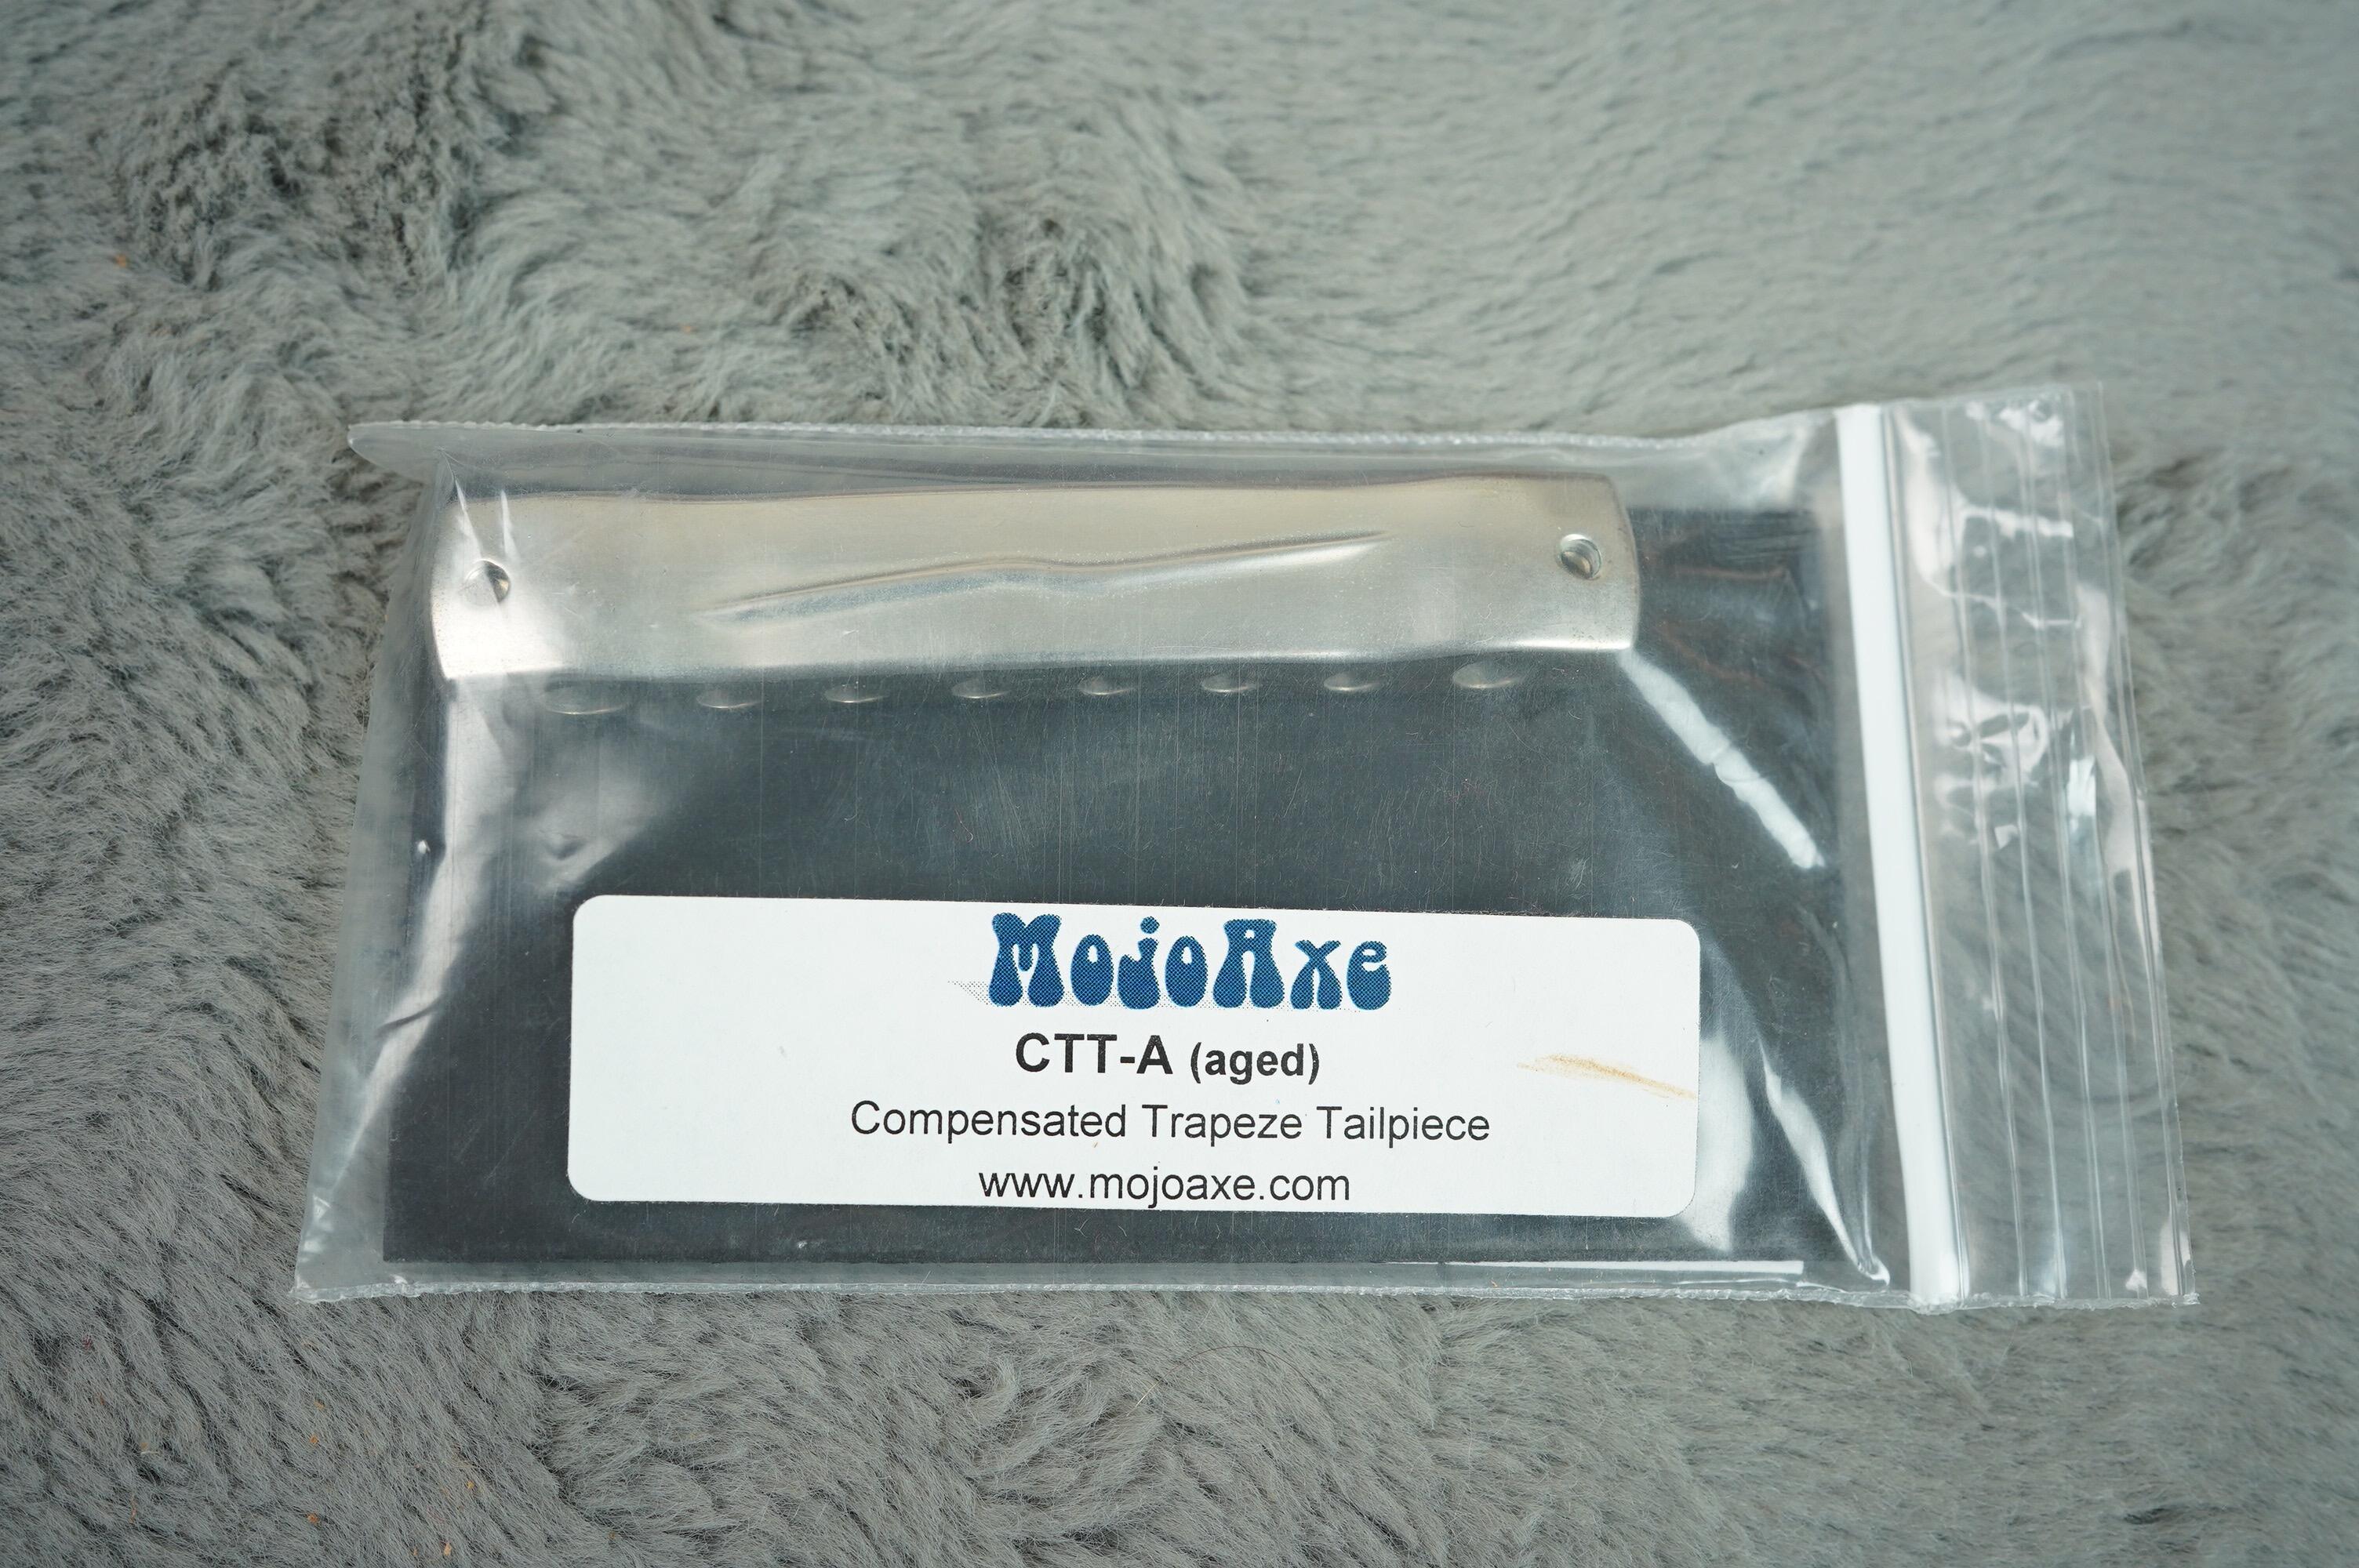 MojoAxe
CTT-A (aged)
Compensated Trapeze Tailpiece
www.mojoaxe.com